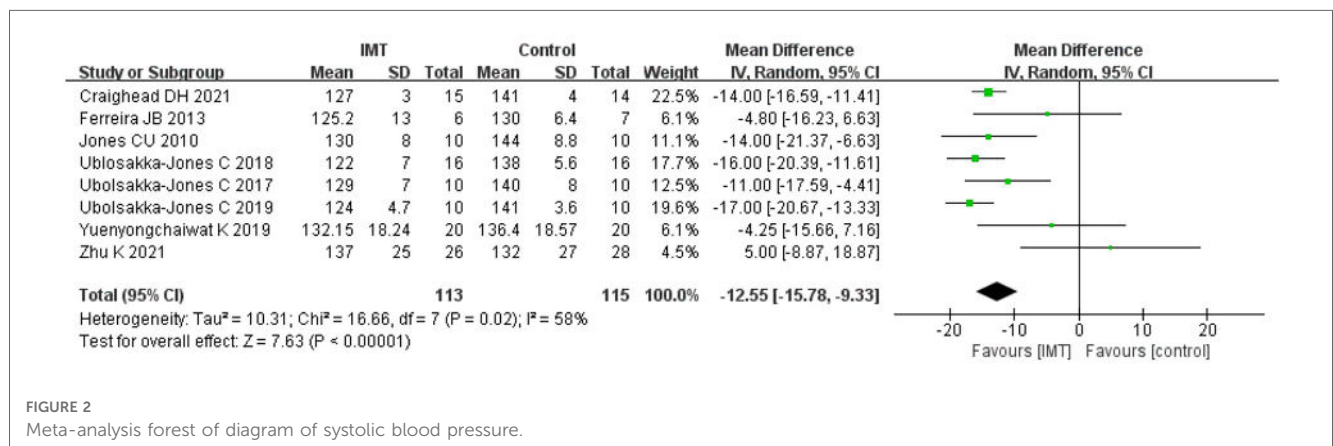 IMT Control Mean Difference Mean Difference
Study or Subgroup Mean SD Total Mean SD Total Weight IV, Random, 95% CI IV, Random, 95% CI
Craighead DH 2021 127 3 15 141 4 14 22.5% -14.00 [-16.59, -11.41]
Ferreira JB 2013 125.2 13 6 130 6.4 7 6.1% -4.80 [-16.23, 6.63]
Jones CU 2010 130 8 10 144 8.8 10 11.1% -14.00 [-21.37, -6.63]
Ublosakka-Jones C 2018 122 7 16 138 5.6 16 17.7% -16.00 [-20.39, -11.61]
Ubolsakka-Jones C 2017 129 7 10 140 8 10 12.5% -11.00 [-17.59, -4.41]
Ubolsakka-Jones C 2019 124 4.7 10 141 3.6 10 19.6% -17.00 [-20.67, -13.33]
Yuenyongchaiwat K 2019 132.15 18.24 20 136.4 18.57 20 6.1% -4.25 [-15.66, 7.16]
Zhu K 2021 137 25 26 132 27 28 4.5% 5.00 [-8.87, 18.87]
Total (95% CI) 113 115 100.0% -12.55 [-15.78, -9.33]
Heterogeneity: Tau² = 10.31; Chi² = 16.66, df = 7 (P = 0.02); I² = 58%
Test for overall effect: Z = 7.63 (P < 0.00001)
-20 -10 0 10 20
Favours [IMT] Favours [control]
FIGURE 2
Meta-analysis forest of diagram of systolic blood pressure.